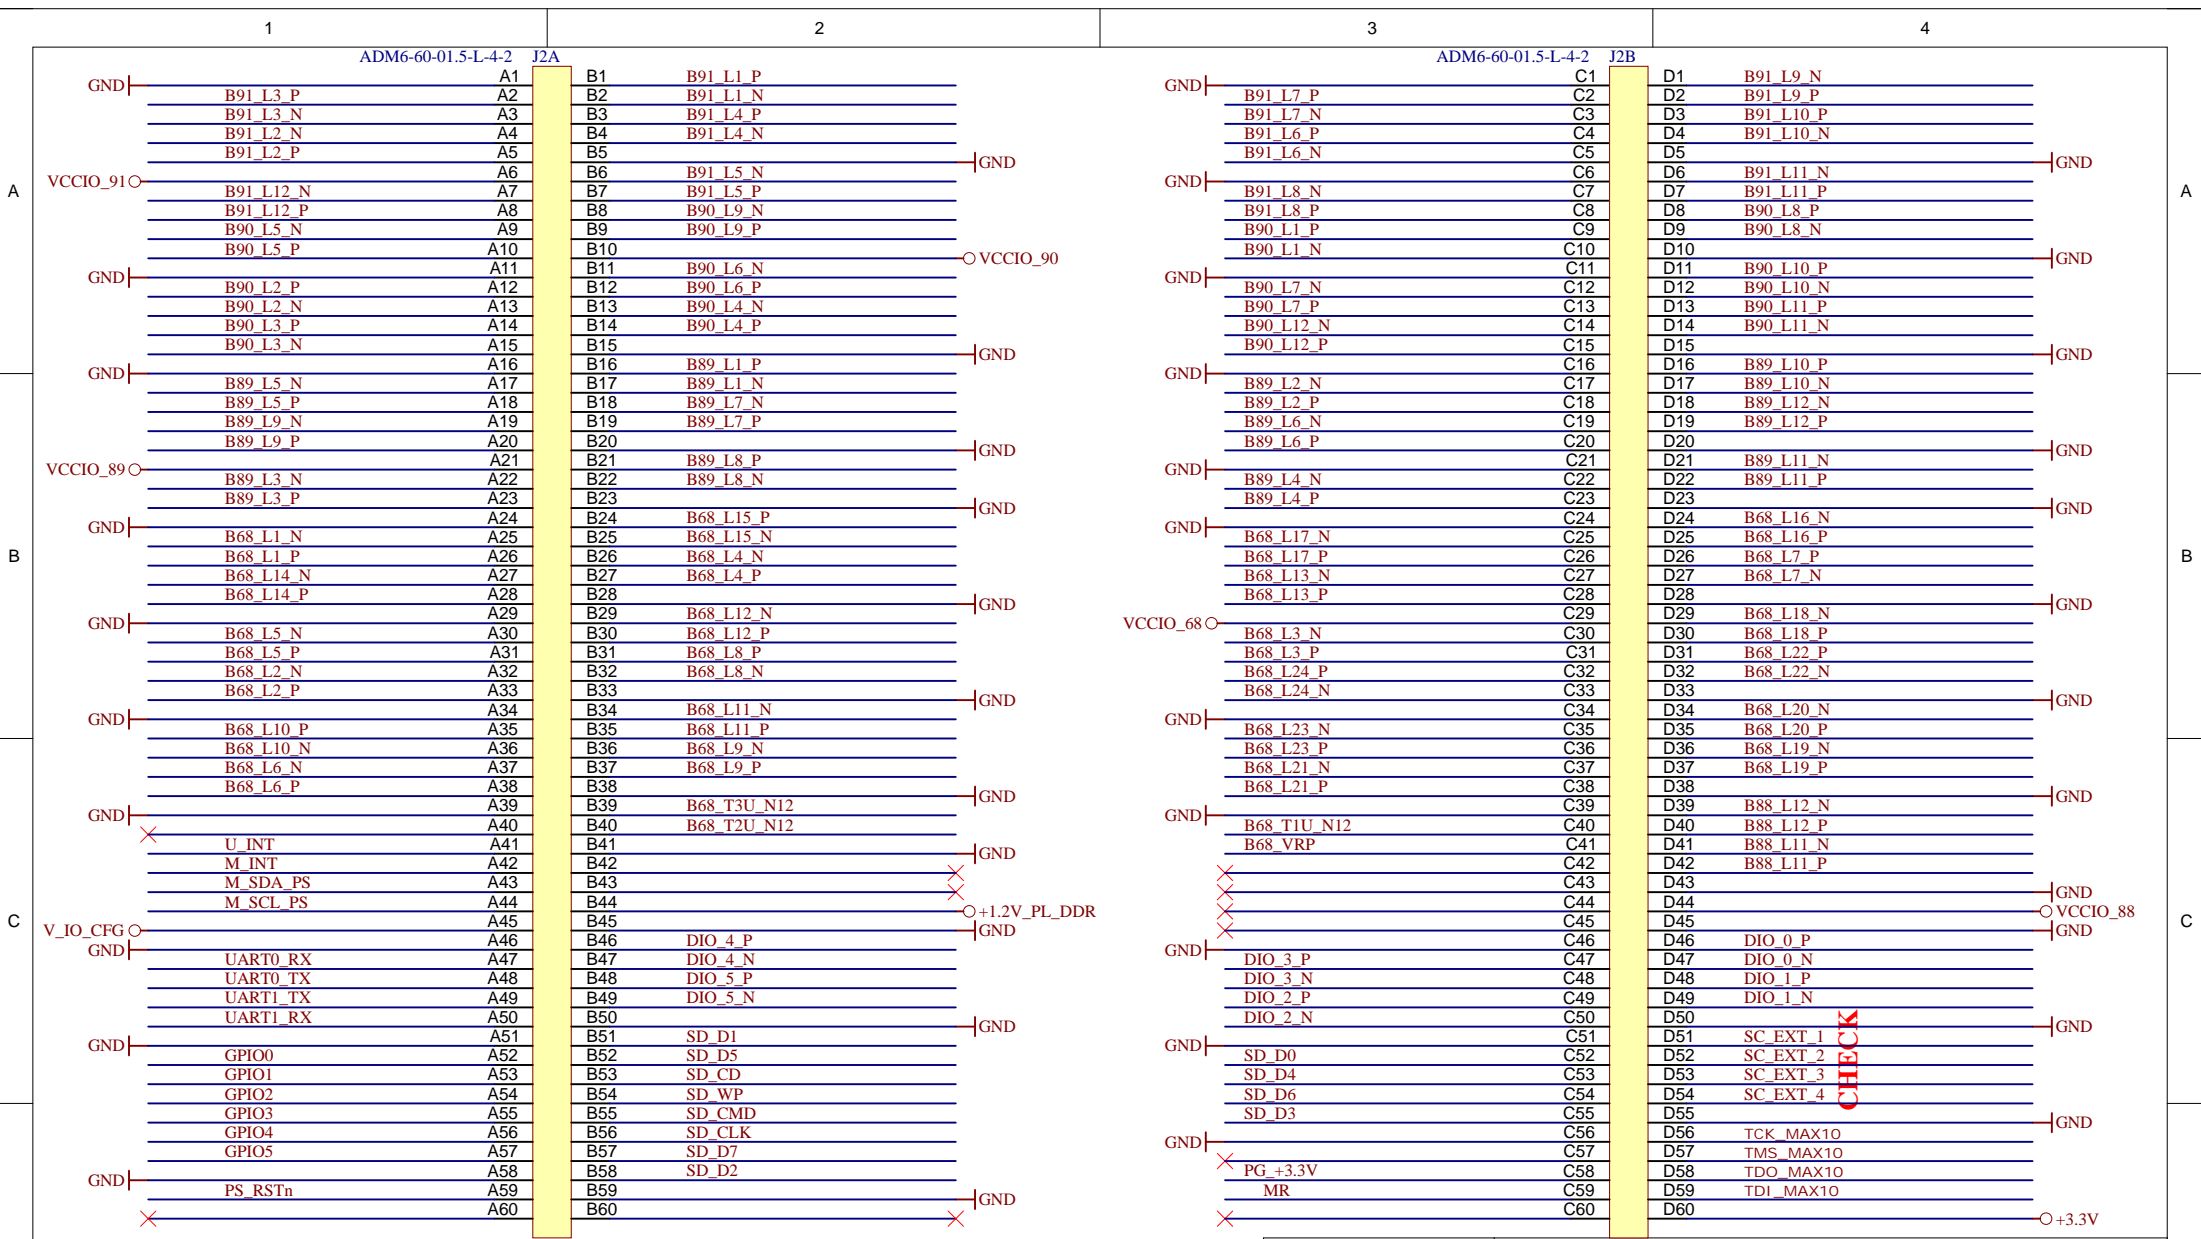 1 2 3 4
ADM6-60-01.5-L-4-2 J2A ADM6-60-01.5-L-4-2 J2B
GND A1 B1 B91_L1_P GND C1 D1 B91_L9_N
B91_L3_P A2 B2 B91_L1_N B91_L7_P C2 D2 B91_L9_P
B91_L3_N A3 B3 B91_L4_P B91_L7_N C3 D3 B91_L10_P
B91_L2_N A4 B4 B91_L4_N B91_L6_P C4 D4 B91_L10_N
B91_L2_P A5 B5 GND B91_L6_N C5 D5 GND
VCCIO_91 A6 B6 B91_L5_N GND C6 D6 B91_L11_N
A B91_L12_N A7 B7 B91_L5_P B91_L8_N C7 D7 B91_L11_P A
B91_L12_P A8 B8 B90_L9_N B91_L8_P C8 D8 B90_L8_P
B90_L5_N A9 B9 B90_L9_P B90_L1_P C9 D9 B90_L8_N
B90_L5_P A10 B10 VCCIO_90 B90_L1_N C10 D10 GND
GND A11 B11 B90_L6_N GND C11 D11 B90_L10_P
B90_L2_P A12 B12 B90_L6_P B90_L7_N C12 D12 B90_L10_N
B90_L2_N A13 B13 B90_L4_N B90_L7_P C13 D13 B90_L11_P
B90_L3_P A14 B14 B90_L4_P B90_L12_N C14 D14 B90_L11_N
B90_L3_N A15 B15 GND B90_L12_P C15 D15 GND
GND A16 B16 B89_L1_P GND C16 D16 B89_L10_P
B89_L5_N A17 B17 B89_L1_N B89_L2_N C17 D17 B89_L10_N
B89_L5_P A18 B18 B89_L7_N B89_L2_P C18 D18 B89_L12_N
B89_L9_N A19 B19 B89_L7_P B89_L6_N C19 D19 B89_L12_P
B89_L9_P A20 B20 GND B89_L6_P C20 D20 GND
VCCIO_89 A21 B21 B89_L8_P GND C21 D21 B89_L11_N
B89_L3_N A22 B22 B89_L8_N B89_L4_N C22 D22 B89_L11_P
B89_L3_P A23 B23 GND B89_L4_P C23 D23 GND
GND A24 B24 B68_L15_P GND C24 D24 B68_L16_N
B68_L1_N A25 B25 B68_L15_N B68_L17_N C25 D25 B68_L16_P
B B68_L1_P A26 B26 B68_L4_N B68_L17_P C26 D26 B68_L7_P B
B68_L14_N A27 B27 B68_L4_P B68_L13_N C27 D27 B68_L7_N
B68_L14_P A28 B28 GND B68_L13_P C28 D28 GND
GND A29 B29 B68_L12_N VCCIO_68 C29 D29 B68_L18_N
B68_L5_N A30 B30 B68_L12_P B68_L3_N C30 D30 B68_L18_P
B68_L5_P A31 B31 B68_L8_P B68_L3_P C31 D31 B68_L22_P
B68_L2_N A32 B32 B68_L8_N B68_L24_P C32 D32 B68_L22_N
B68_L2_P A33 B33 GND B68_L24_N C33 D33 GND
GND A34 B34 B68_L11_N GND C34 D34 B68_L20_N
B68_L10_P A35 B35 B68_L11_P B68_L23_N C35 D35 B68_L20_P
B68_L10_N A36 B36 B68_L9_N B68_L23_P C36 D36 B68_L19_N
B68_L6_N A37 B37 B68_L9_P B68_L21_N C37 D37 B68_L19_P
B68_L6_P A38 B38 GND B68_L21_P C38 D38 GND
GND A39 B39 B68_T3U_N12 GND C39 D39 B88_L12_N
A40 B40 B68_T2U_N12 B68_T1U_N12 C40 D40 B88_L12_P
U_INT A41 B41 GND B68_VRP C41 D41 B88_L11_N
M_INT A42 B42 C42 D42 B88_L11_P
M_SDA_PS A43 B43 C43 D43 GND
M_SCL_PS A44 B44 +1.2V_PL_DDR C44 D44 VCCIO_88
C V_IO_CFG A45 B45 GND C45 D45 GND C
GND A46 B46 DIO_4_P GND C46 D46 DIO_0_P
UART0_RX A47 B47 DIO_4_N DIO_3_P C47 D47 DIO_0_N
UART0_TX A48 B48 DIO_5_P DIO_3_N C48 D48 DIO_1_P
UART1_TX A49 B49 DIO_5_N DIO_2_P C49 D49 DIO_1_N
UART1_RX A50 B50 GND DIO_2_N C50 D50 GND
GND A51 B51 SD_D1 GND C51 D51 SC_EXT_1
GPIO0 A52 B52 SD_D5 SD_D0 C52 D52 SC_EXT_2
GPIO1 A53 B53 SD_CD SD_D4 C53 D53 SC_EXT_3
GPIO2 A54 B54 SD_WP SD_D6 C54 D54 SC_EXT_4
CHECK
GPIO3 A55 B55 SD_CMD SD_D3 C55 D55 GND
GPIO4 A56 B56 SD_CLK GND C56 D56 TCK_MAX10
GPIO5 A57 B57 SD_D7 C57 D57 TMS_MAX10
GND A58 B58 SD_D2 PG_+3.3V C58 D58 TDO_MAX10
PS_RSTn A59 B59 GND MR C59 D59 TDI_MAX10
A60 B60 C60 D60 +3.3V